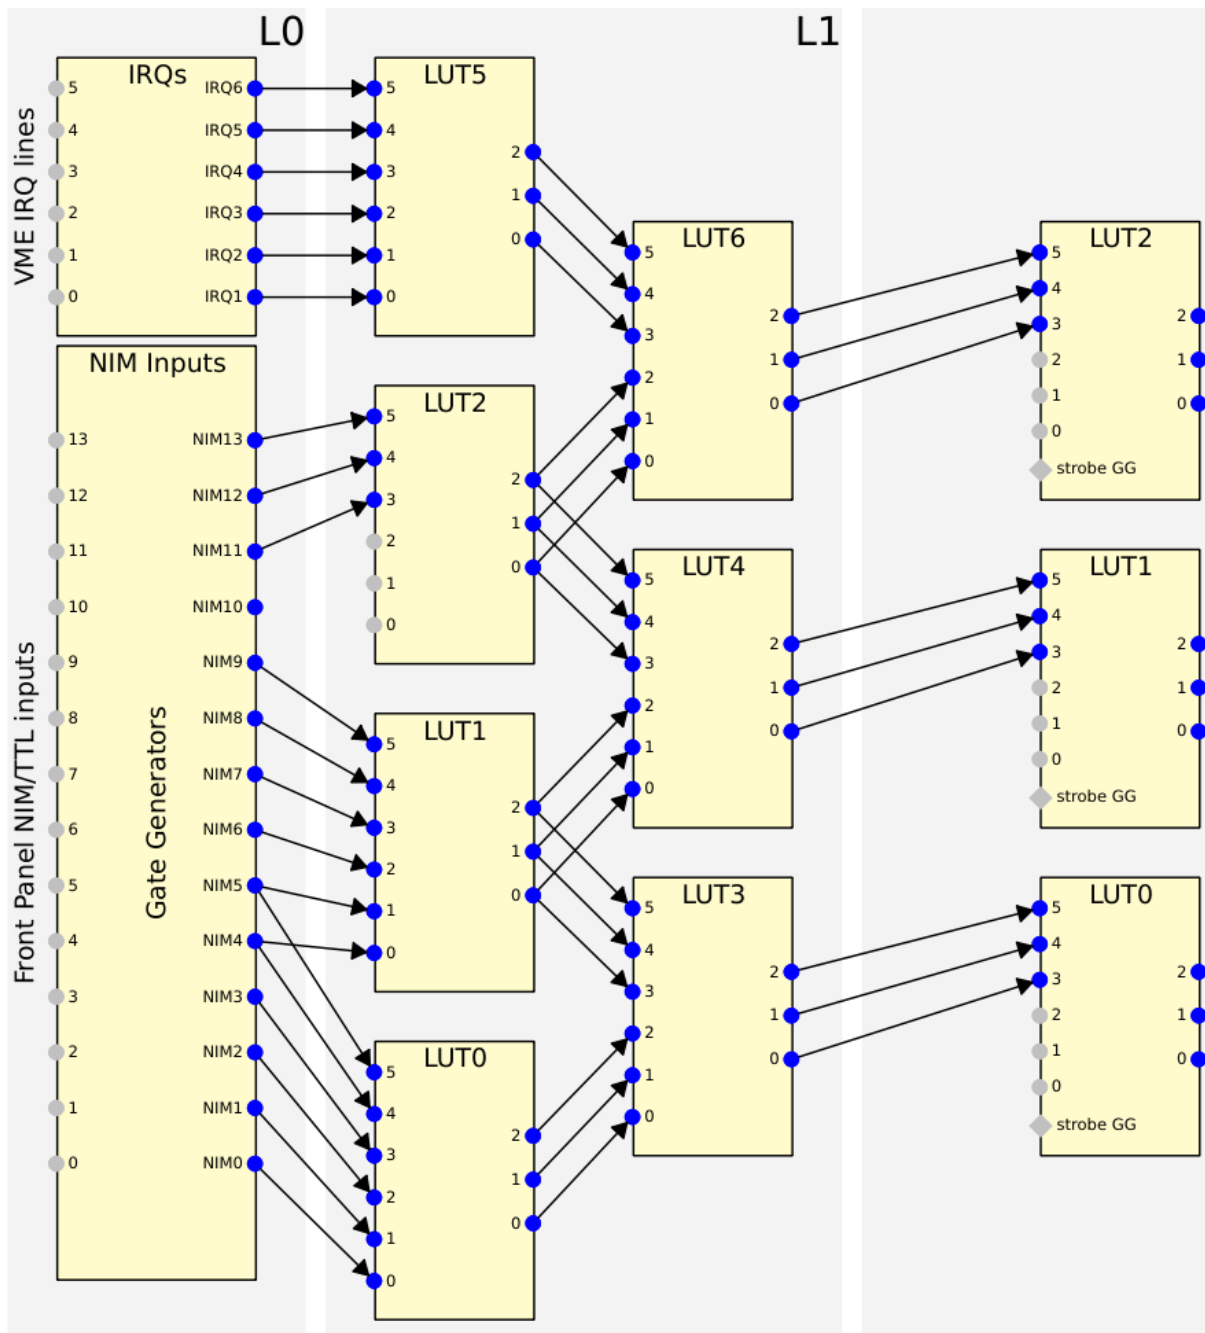 L0
L1
VME IRQ lines
IRQs
5 IRQ6
4 IRQ5
3 IRQ4
2 IRQ3
1 IRQ2
0 IRQ1
Front Panel NIM/TTL inputs
NIM Inputs
Gate Generators
13 NIM13
12 NIM12
11 NIM11
10 NIM10
9 NIM9
8 NIM8
7 NIM7
6 NIM6
5 NIM5
4 NIM4
3 NIM3
2 NIM2
1 NIM1
0 NIM0
LUT5
5
4
3
2
1
0
2
1
0
LUT2
5
4
3
2
1
0
2
1
0
LUT1
5
4
3
2
1
0
2
1
0
LUT0
5
4
3
2
1
0
2
1
0
LUT6
5
4
3
2
1
0
2
1
0
LUT4
5
4
3
2
1
0
2
1
0
LUT3
5
4
3
2
1
0
2
1
0
LUT2
5
4
3
2
1
0
strobe GG
2
1
0
LUT1
5
4
3
2
1
0
strobe GG
2
1
0
LUT0
5
4
3
2
1
0
strobe GG
2
1
0